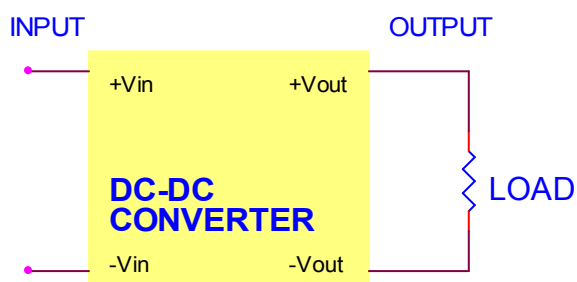 INPUT OUTPUT
+Vin +Vout
DC-DC
CONVERTER
LOAD
-Vin -Vout